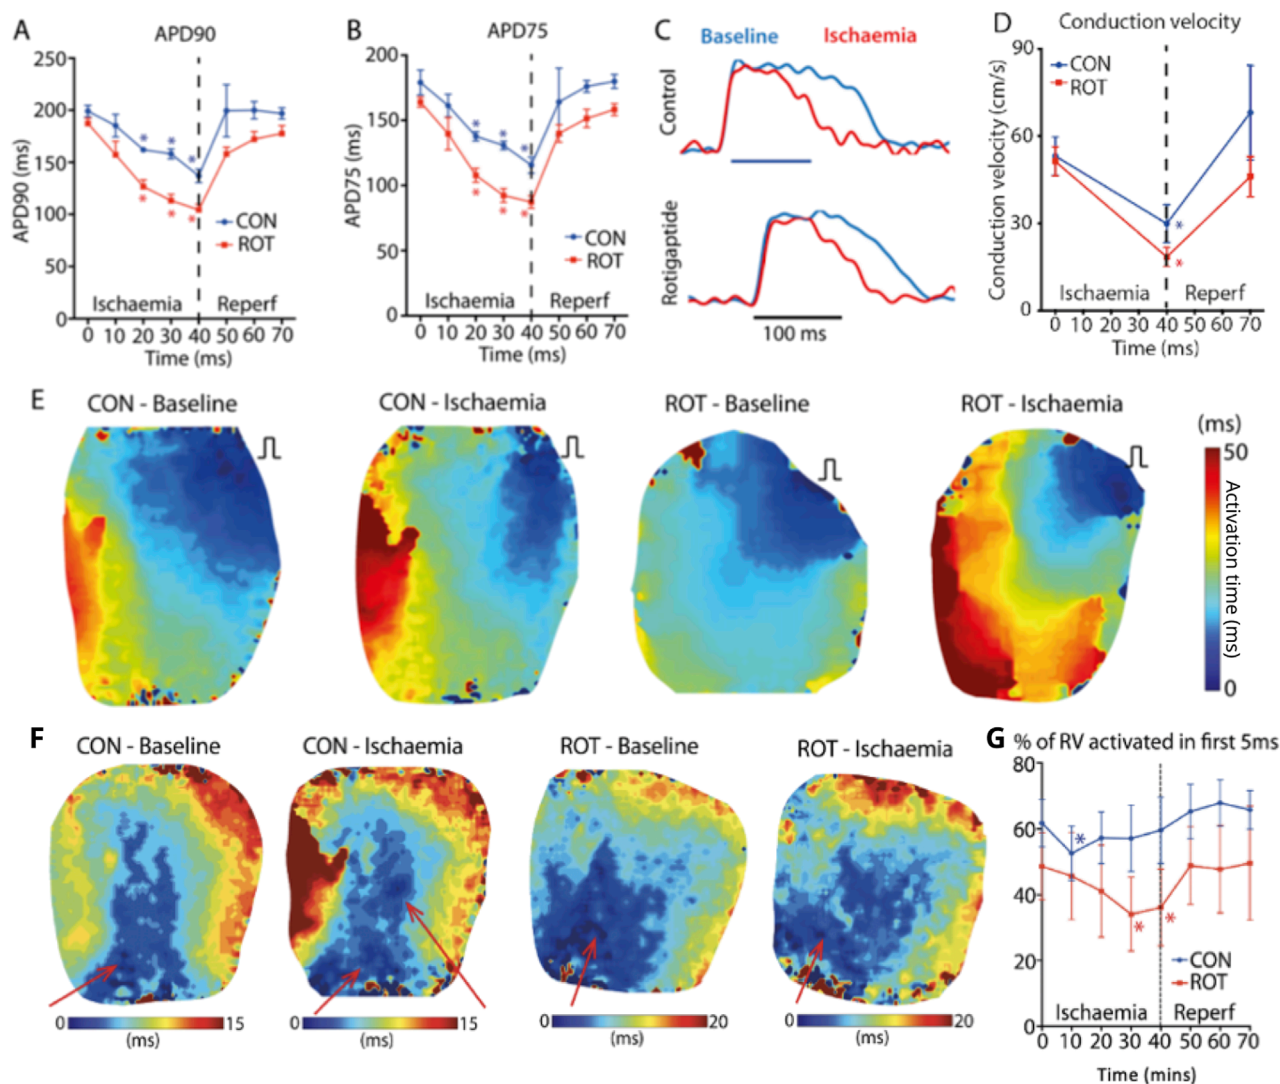 A
APD90
APD90 (ms)
250
200
150
100
50
0
CON
ROT
Ischaemia
Reperf
0 10 20 30 40 50 60 70
Time (ms)
B
APD75
APD75 (ms)
200
150
100
50
0
CON
ROT
Ischaemia
Reperf
0 10 20 30 40 50 60 70
Time (ms)
C
Baseline
Ischaemia
Control
Rotigaptide
100 ms
D
Conduction velocity
Conduction velocity (cm/s)
90
60
30
0
CON
ROT
Ischaemia
Reperf
0 10 20 30 40 50 60 70
Time (ms)
E
CON - Baseline
CON - Ischaemia
ROT - Baseline
ROT - Ischaemia
(ms)
50
Activation time (ms)
0
F
CON - Baseline
CON - Ischaemia
ROT - Baseline
ROT - Ischaemia
0 15
(ms)
0 15
(ms)
0 20
(ms)
0 20
(ms)
G
% of RV activated in first 5ms
80
60
40
20
0
CON
ROT
Ischaemia
Reperf
0 10 20 30 40 50 60 70
Time (mins)